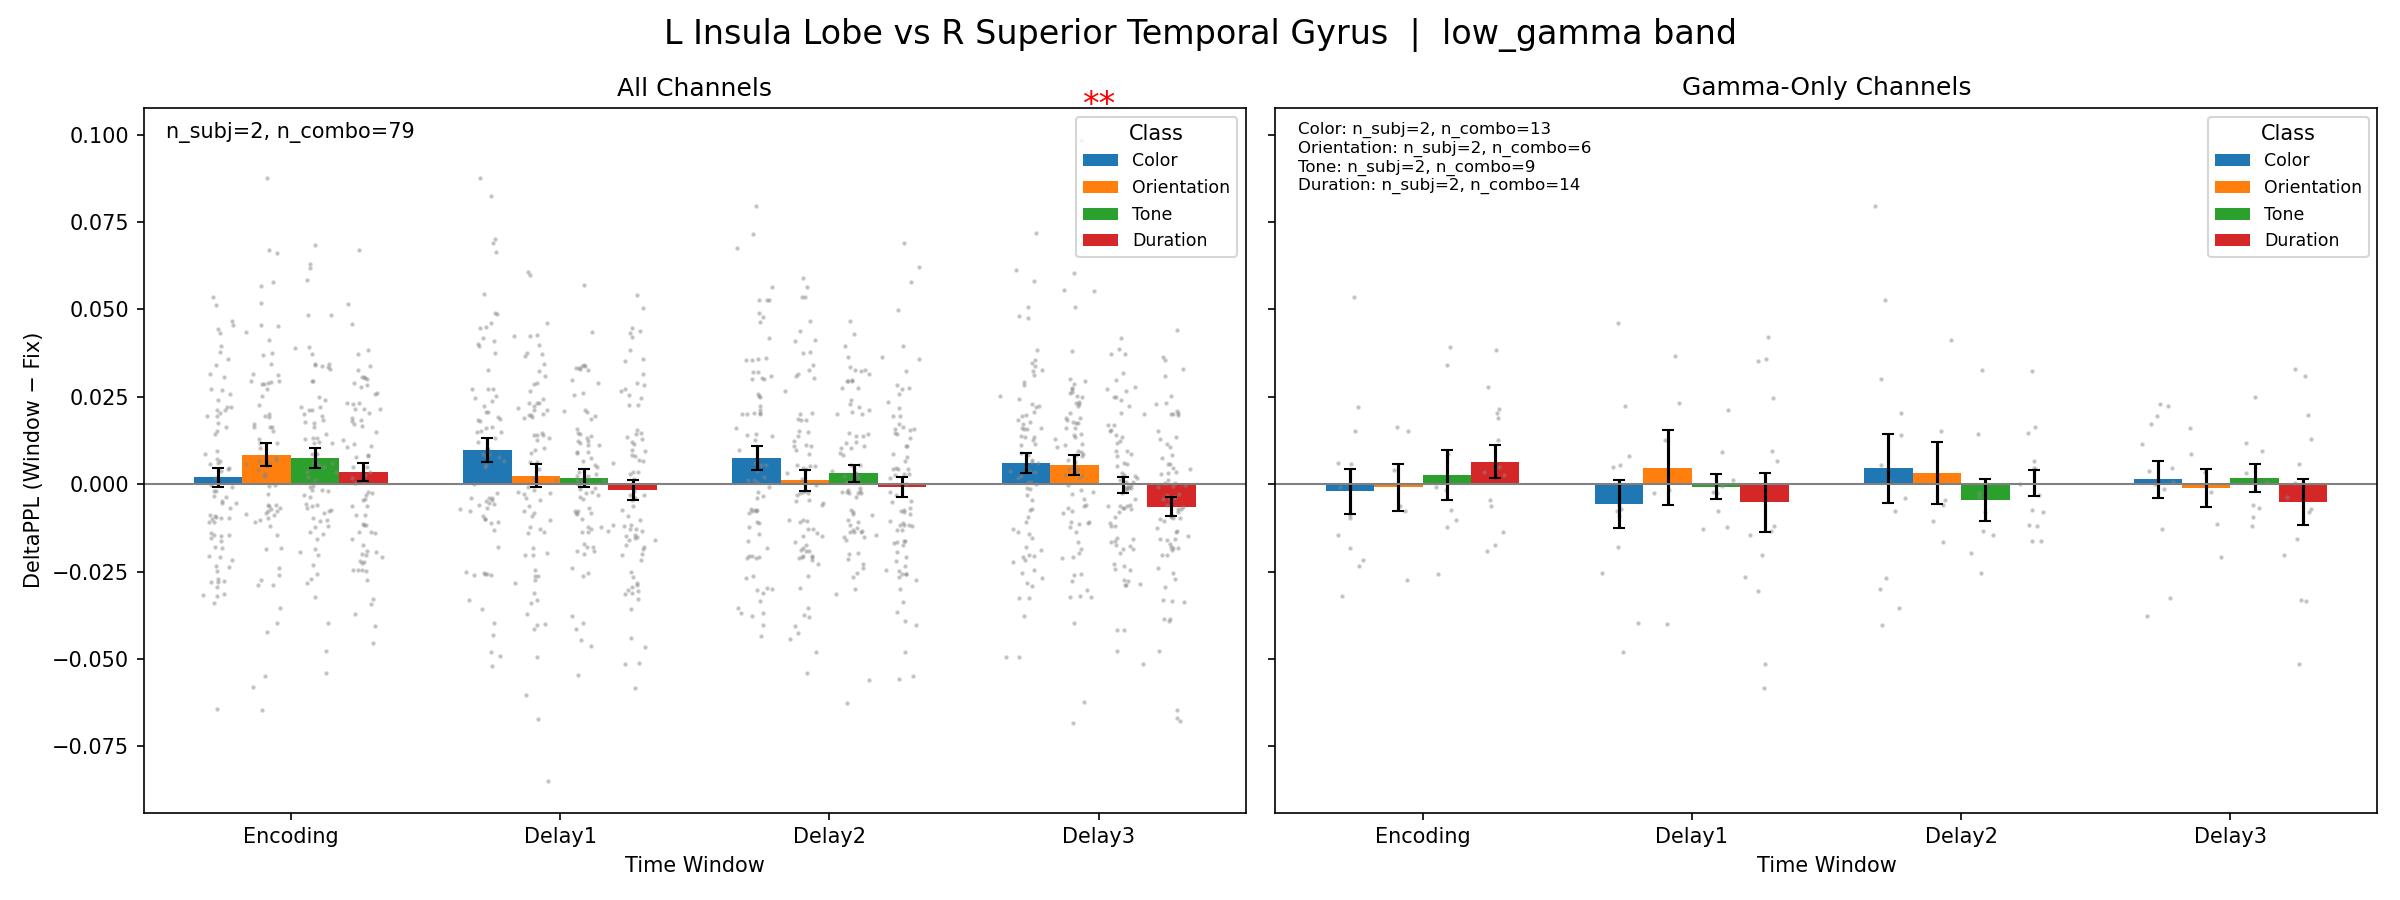 L Insula Lobe vs R Superior Temporal Gyrus | low_gamma band
All Channels
**
n_subj=2, n_combo=79
Class
Color
Orientation
Tone
Duration
0.100
0.075
0.050
0.025
0.000
−0.025
−0.050
−0.075
DeltaPPL (Window − Fix)
Encoding
Delay1
Delay2
Delay3
Time Window
Gamma-Only Channels
Color: n_subj=2, n_combo=13
Orientation: n_subj=2, n_combo=6
Tone: n_subj=2, n_combo=9
Duration: n_subj=2, n_combo=14
Class
Color
Orientation
Tone
Duration
Encoding
Delay1
Delay2
Delay3
Time Window